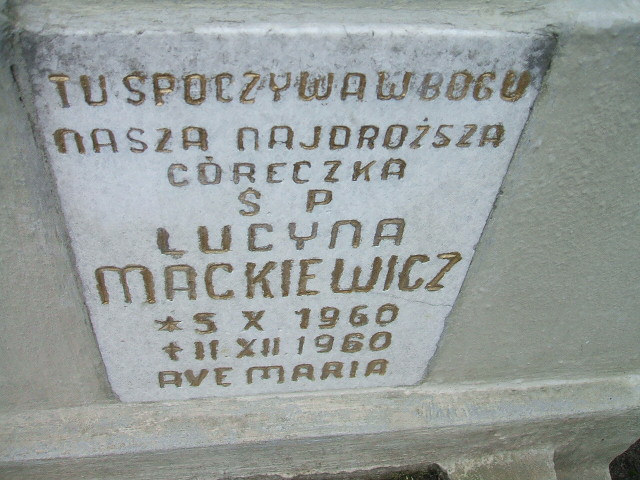 TU SPOCZYWA W BOGU
NASZA NAJDROŻSZA
CÓRECZKA
Ś P
ŁUCYNA
MACKIEWICZ
* 5 X 1960
† 11 XII 1960
AVE MARIA